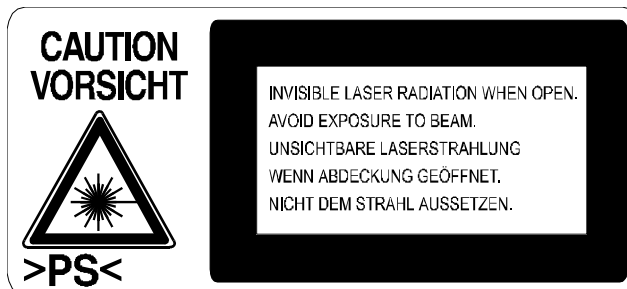 CAUTION
VORSICHT
>PS<
INVISIBLE LASER RADIATION WHEN OPEN.
AVOID EXPOSURE TO BEAM.
UNSICHTBARE LASERSTRAHLUNG
WENN ABDECKUNG GEÖFFNET.
NICHT DEM STRAHL AUSSETZEN.